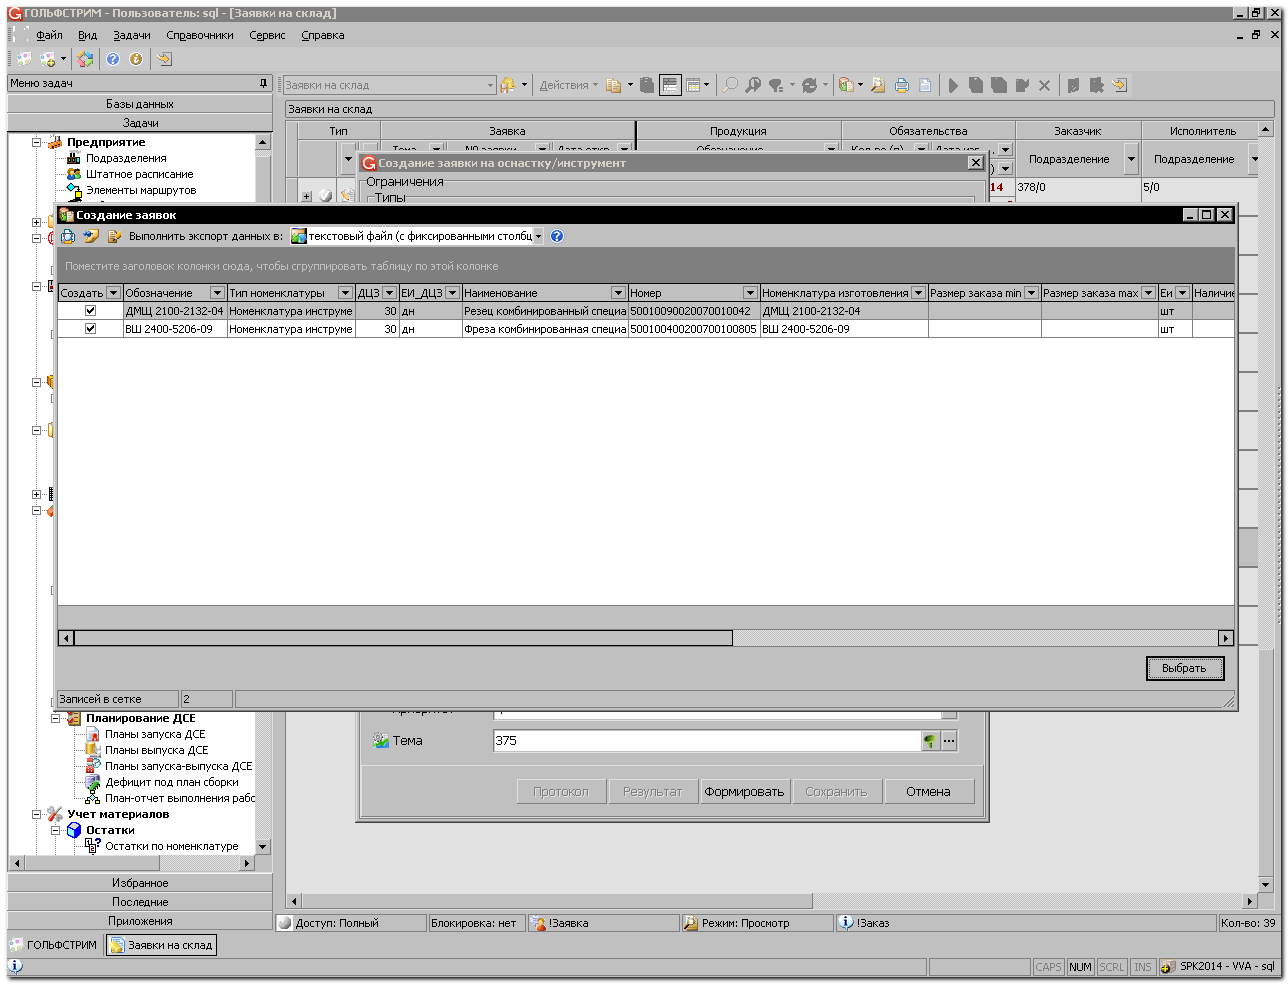 ГОЛЬФСТРИМ - Пользователь: sql - [Заявки на склад]
Файл Вид Задачи Справочники Сервис Справка
Меню задач
Базы данных
Задачи
Предприятие
Подразделения
Штатное расписание
Элементы маршрутов
Заявки на склад
Действия
Заявки на склад
Тип Заявка Продукция Обязательства Заказчик Исполнитель
Тема № заявки Дата откр. Обозначение Кол-во (п) Дата изг. Подразделение Подразделение
14 378/0 5/0
Создание заявки на оснастку/инструмент
Ограничения
Типы
Создание заявок
Выполнить экспорт данных в: текстовый файл (с фиксированными столбц
Поместите заголовок колонки сюда, чтобы сгруппировать таблицу по этой колонке
Создать Обозначение Тип номенклатуры ДЦЗ ЕИ_ДЦЗ Наименование Номер Номенклатура изготовления Размер заказа min Размер заказа max Еи Наличие
ДМЩ 2100-2132-04 Номенклатура инструме 30 дн Резец комбинированный специа 50010090020070010042 ДМЩ 2100-2132-04 шт
ВШ 2400-5206-09 Номенклатура инструме 30 дн Фреза комбинированная специа 500100400200700100805 ВШ 2400-5206-09 шт
Выбрать
Записей в сетке 2
Приоритет
Тема 375
Протокол Результат Формировать Сохранить Отмена
Планирование ДСЕ
Планы запуска ДСЕ
Планы выпуска ДСЕ
Планы запуска-выпуска ДСЕ
Дефицит под план сборки
План-отчет выполнения рабс
Учет материалов
Остатки
Остатки по номенклатуре
Избранное
Последние
Приложения
Доступ: Полный Блокировка: нет !Заявка Режим: Просмотр !Заказ Кол-во: 39
ГОЛЬФСТРИМ Заявки на склад
CAPS NUM SCRL INS SPK2014 - VVA - sql